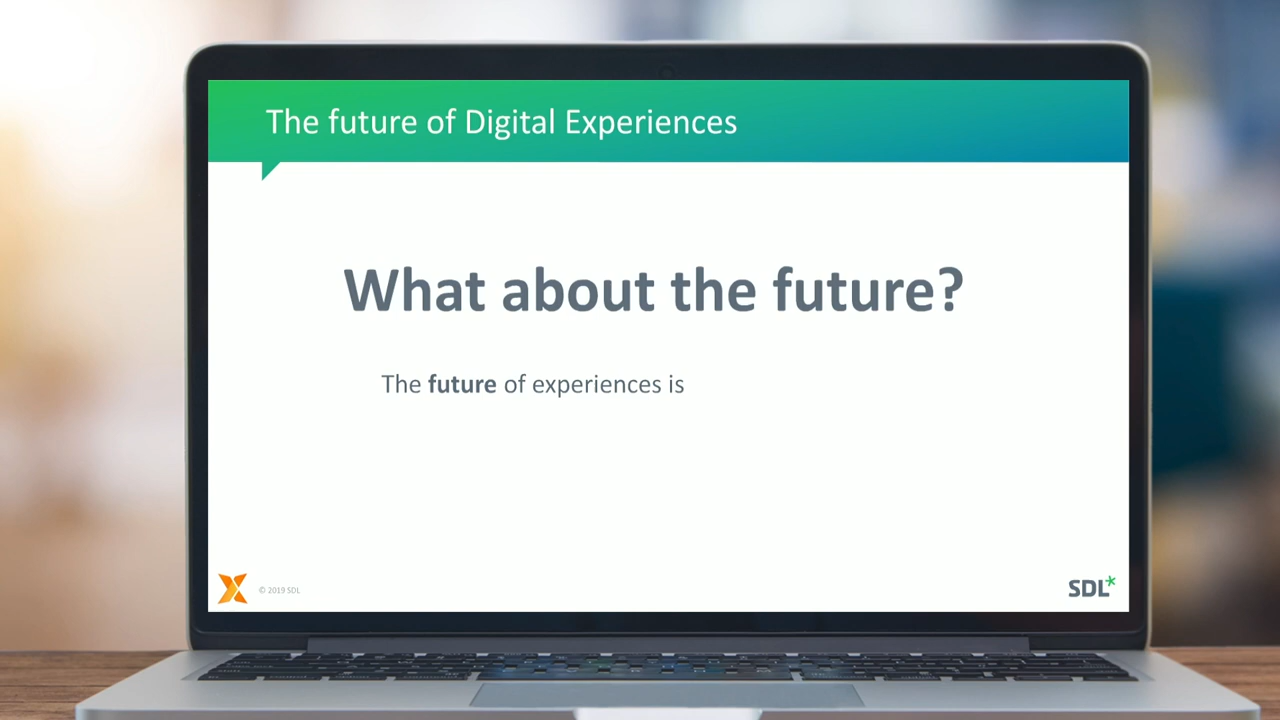 The future of Digital Experiences
What about the future?
The future of experiences is
© 2019 SDL
SDL*